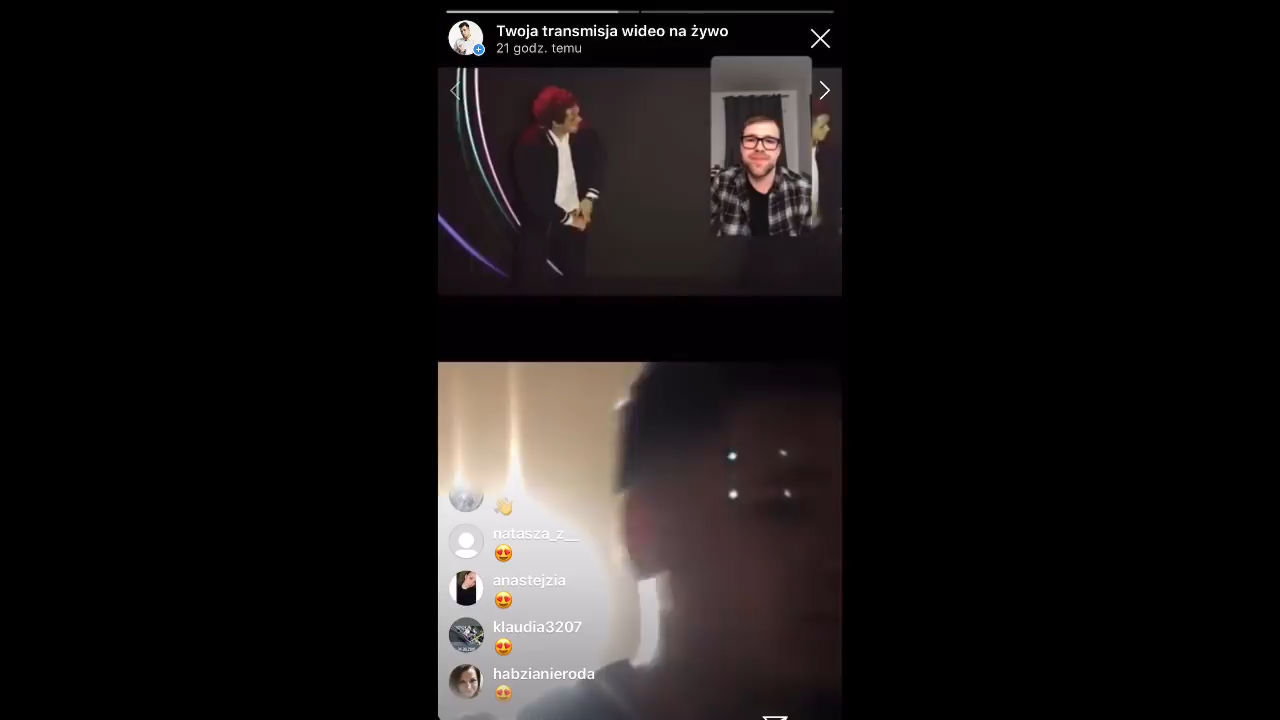 Twoja transmisja wideo na żywo
21 godz. temu
natasza_z__
anastejzia
klaudia3207
habzianieroda